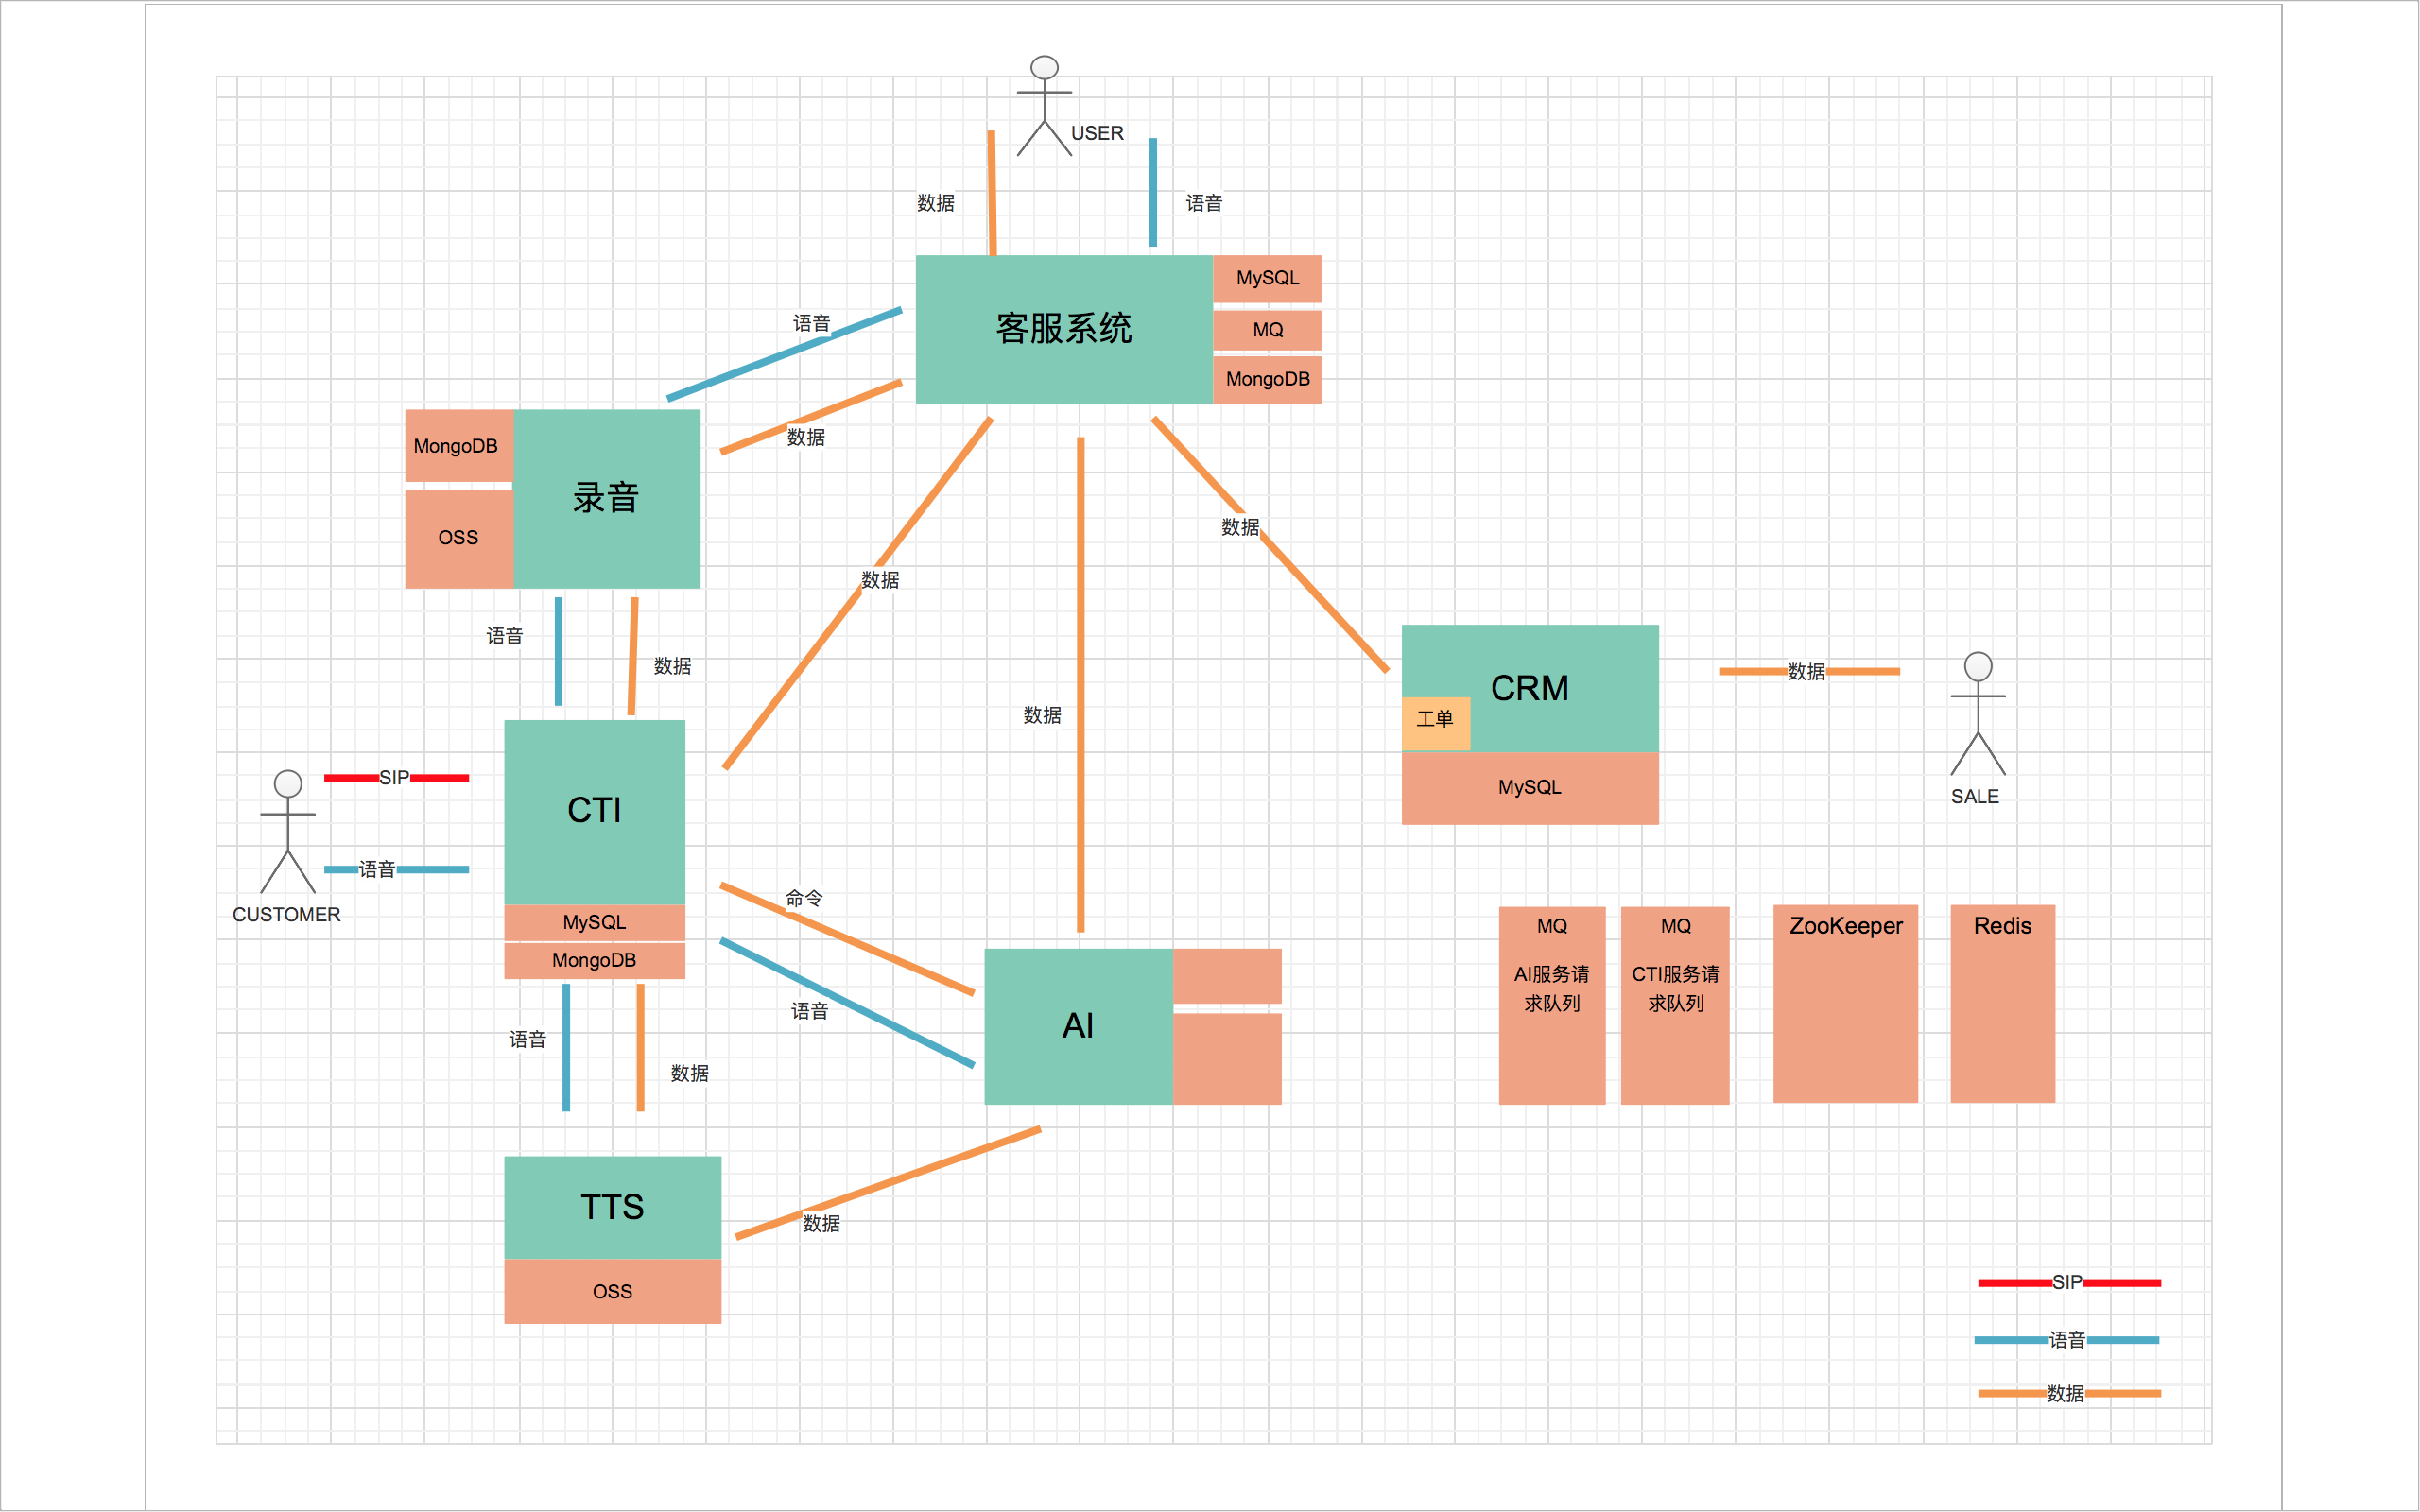 USER
数据
语音
客服系统
MySQL
MQ
MongoDB
语音
数据
MongoDB
OSS
录音
数据
数据
数据
语音
数据
CRM
工单
MySQL
数据
SALE
CTI
MySQL
MongoDB
SIP
语音
CUSTOMER
命令
语音
AI
MQ
AI服务请
求队列
MQ
CTI服务请
求队列
ZooKeeper
Redis
语音
数据
TTS
OSS
数据
SIP
语音
数据